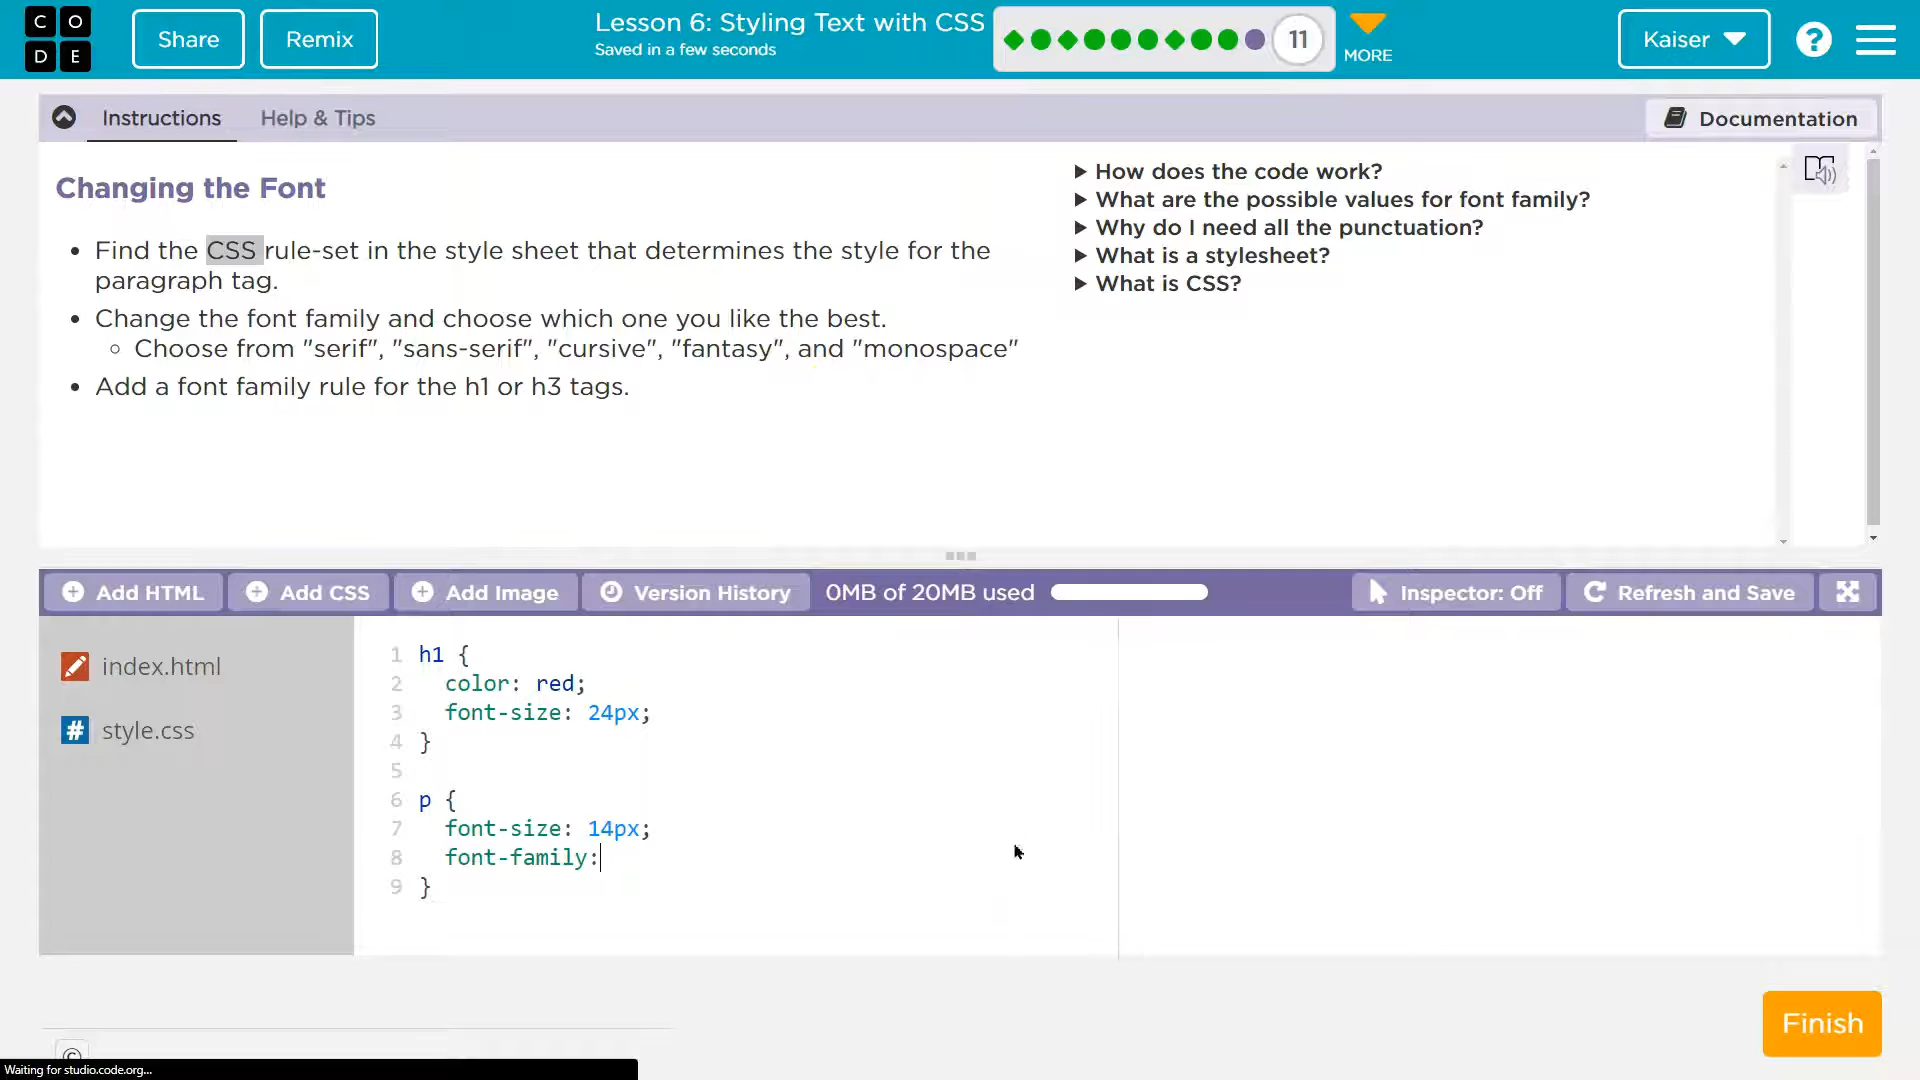 C O
D E
Share
Remix
Lesson 6: Styling Text with CSS
Saved in a few seconds
11
MORE
Kaiser
?
Instructions
Help & Tips
Documentation
Changing the Font
• Find the CSS rule-set in the style sheet that determines the style for the
paragraph tag.
• Change the font family and choose which one you like the best.
○ Choose from "serif", "sans-serif", "cursive", "fantasy", and "monospace"
• Add a font family rule for the h1 or h3 tags.
How does the code work?
What are the possible values for font family?
Why do I need all the punctuation?
What is a stylesheet?
What is CSS?
Add HTML
Add CSS
Add Image
Version History
0MB of 20MB used
Inspector: Off
Refresh and Save
index.html
# style.css
1 h1 {
2 color: red;
3 font-size: 24px;
4 }
5
6 p {
7 font-size: 14px;
8 font-family:
9 }
Finish
©
Waiting for studio.code.org...